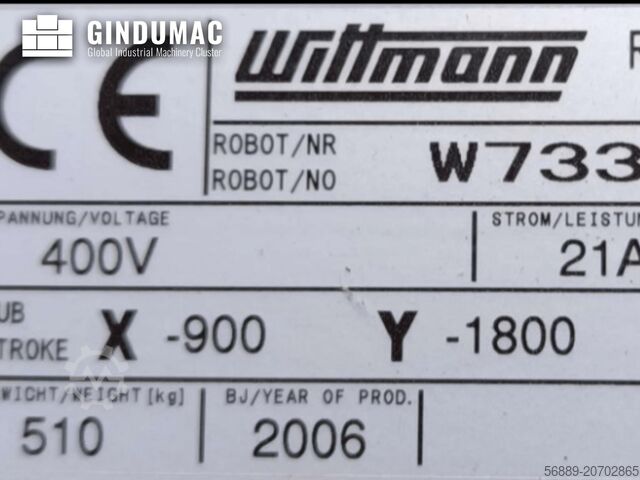 GINDUMAC
Global Industrial Machinery Cluster
CE
Wittmann
ROBOT/NR
ROBOT/NO
W733
PANNUNG/VOLTAGE
STROM/LEISTUN
400V
21A
UB
TROKE
X -900
Y -1800
WICHT/WEIGHT [kg]
BJ/YEAR OF PROD.
510
2006
56889-20702865